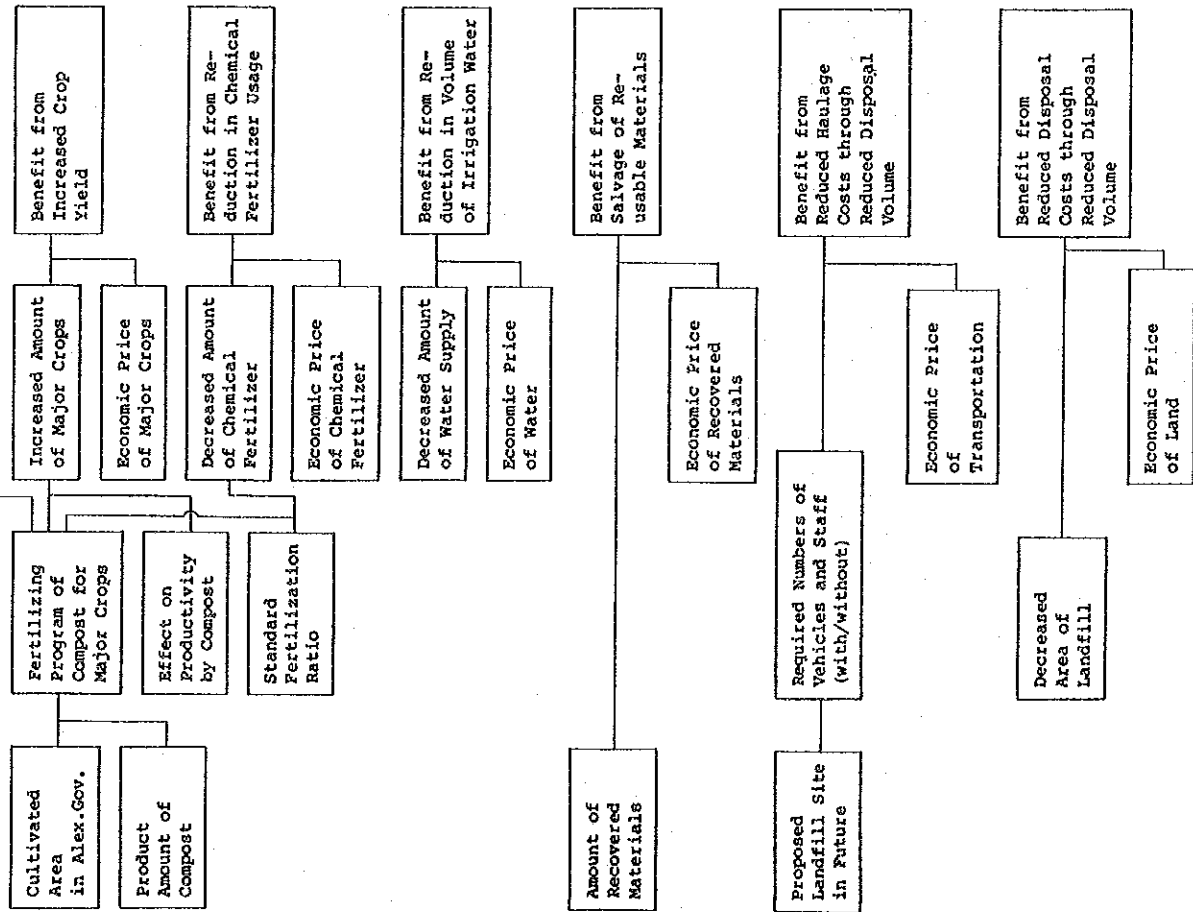 Cultivated
Area
in Alex.Gov.
Product
Amount of
Compost
Fertilizing
Program of
Compost for
Major Crops
Effect on
Productivity
by Compost
Standard
Fertilization
Ratio
Increased Amount
of Major Crops
Economic Price
of Major Crops
Decreased Amount
of Chemical
Fertilizer
Economic Price
of Chemical
Fertilizer
Benefit from
Increased Crop
Yield
Benefit from Re-
duction in Chemical
Fertilizer Usage
Decreased Amount
of Water Supply
Economic Price
of Water
Benefit from Re-
duction in Volume
of Irrigation Water
Amount of
Recovered
Materials
Economic Price
of Recovered
Materials
Benefit from
Salvage of Re-
usable Materials
Proposed
Landfill Site
in Future
Required Numbers of
Vehicles and Staff
(with/without)
Economic Price
of
Transportation
Benefit from
Reduced Haulage
Costs through
Reduced Disposal
Volume
Decreased
Area of
Landfill
Economic Price
of Land
Benefit from
Reduced Disposal
Costs through
Reduced Disposal
Volume